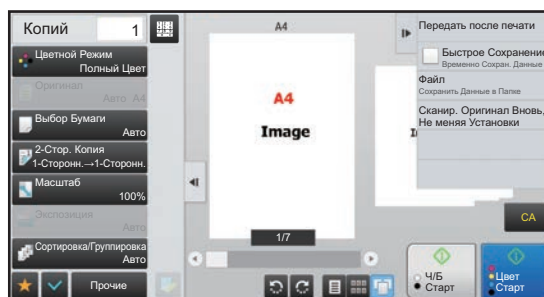 Копий 1
Цветной Режим
Полный Цвет
Оригинал
Авто A4
Выбор Бумаги
Авто
2-Стор. Копия
1-Сторонн.→1-Сторонн.
Масштаб
100%
Экспозиция
Авто
Сортировка/Группировка
Авто
Прочие
A4
A4
Image
1/7
Передать после печати
Быстрое Сохранение
Временно Сохран. Данные
Файл
Сохранить Данные в Папке
Сканир. Оригинал Вновь,
Не меняя Установки
CA
Ч/Б
Старт
Цвет
Старт